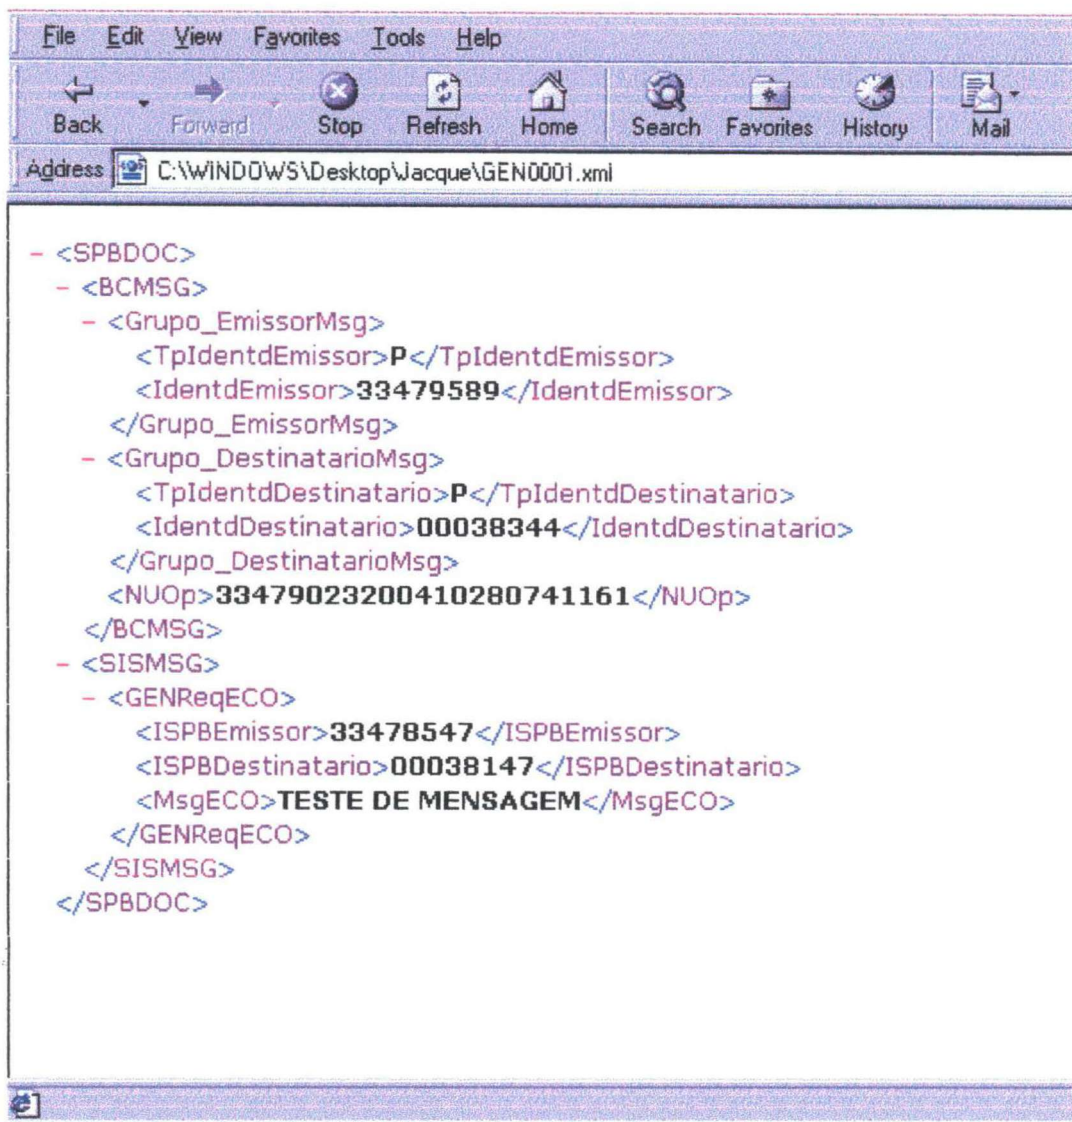 File Edit View Favorites Tools Help
Back Forward Stop Refresh Home Search Favorites History Mail
Address C:\WINDOWS\Desktop\Jacque\GEN0001.xml
- <SPBDOC>
- <BCMSG>
- <Grupo_EmissorMsg>
<TpIdentdEmissor>P</TpIdentdEmissor>
<IdentdEmissor>33479589</IdentdEmissor>
</Grupo_EmissorMsg>
- <Grupo_DestinatarioMsg>
<TpIdentdDestinatario>P</TpIdentdDestinatario>
<IdentdDestinatario>00038344</IdentdDestinatario>
</Grupo_DestinatarioMsg>
<NUOp>33479023200410280741161</NUOp>
</BCMSG>
- <SISMSG>
- <GENReqECO>
<ISPBEmissor>33478547</ISPBEmissor>
<ISPBDestinatario>00038147</ISPBDestinatario>
<MsgECO>TESTE DE MENSAGEM</MsgECO>
</GENReqECO>
</SISMSG>
</SPBDOC>